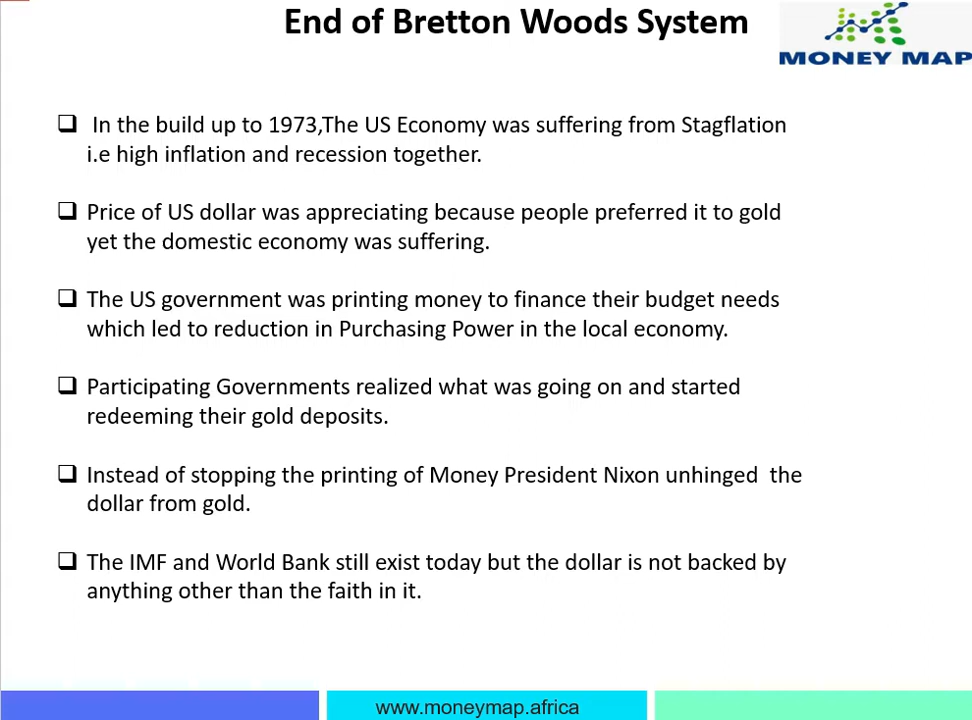 End of Bretton Woods System
MONEY MAP
In the build up to 1973,The US Economy was suffering from Stagflation
i.e high inflation and recession together.
Price of US dollar was appreciating because people preferred it to gold
yet the domestic economy was suffering.
The US government was printing money to finance their budget needs
which led to reduction in Purchasing Power in the local economy.
Participating Governments realized what was going on and started
redeeming their gold deposits.
Instead of stopping the printing of Money President Nixon unhinged  the
dollar from gold.
The IMF and World Bank still exist today but the dollar is not backed by
anything other than the faith in it.
www.moneymap.africa